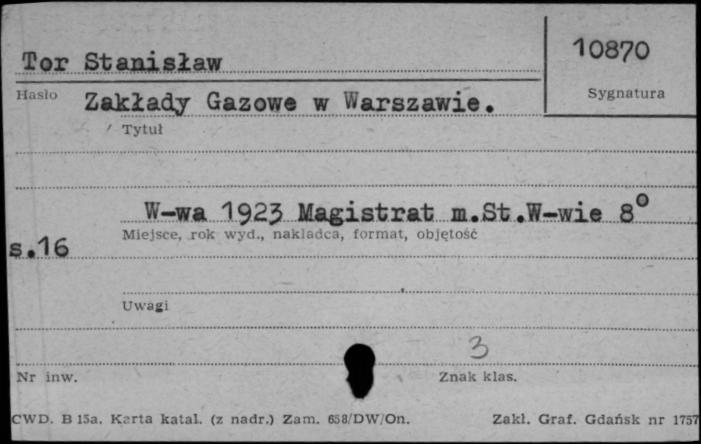 Tor Stanisław
10870
Hasło
Sygnatura
Zakłady Gazowe w Warszawie.
Tytuł
W-wa 1923 Magistrat m.St.W-wie 8°
Miejsce, rok wyd., nakładca, format, objętość
s.16
Uwagi
3
Nr inw.
Znak klas.
CWD. B 15a. Karta katal. (z nadr.) Zam. 658/DW/On.
Zakł. Graf. Gdańsk nr 1757